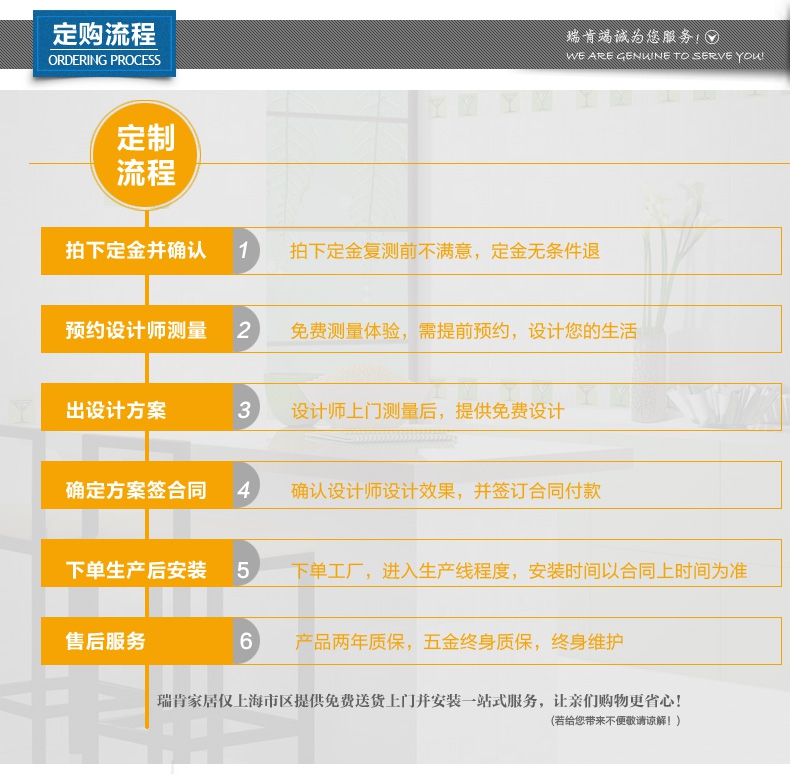 定购流程
ORDERING PROCESS
瑞肯竭诚为您服务!
WE ARE GENUINE TO SERVE YOU!
定制
流程
拍下定金并确认 1 拍下定金复测前不满意，定金无条件退
预约设计师测量 2 免费测量体验，需提前预约，设计您的生活
出设计方案 3 设计师上门测量后，提供免费设计
确定方案签合同 4 确认设计师设计效果，并签订合同付款
下单生产后安装 5 下单工厂，进入生产线程度，安装时间以合同上时间为准
售后服务 6 产品两年质保，五金终身质保，终身维护
瑞肯家居仅上海市区提供免费送货上门并安装一站式服务，让亲们购物更省心！
(若给您带来不便敬请谅解！)